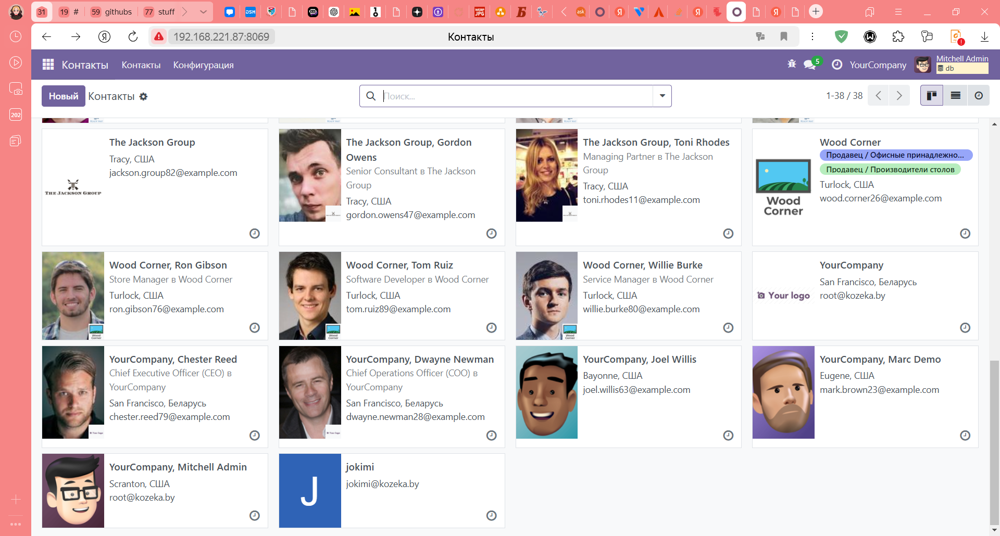 31
19 #
59 githubs
77 stuff
192.168.221.87:8069
Контакты
Контакты
Контакты
Конфигурация
5
YourCompany
Mitchell Admin
db
Новый
Контакты
Поиск...
1-38 / 38
202
The Jackson Group
Tracy, США
jackson.group82@example.com
THE JACKSON GROUP
The Jackson Group, Gordon
Owens
Senior Consultant в The Jackson
Group
Tracy, США
gordon.owens47@example.com
The Jackson Group, Toni Rhodes
Managing Partner в The Jackson
Group
Tracy, США
toni.rhodes11@example.com
Wood Corner
Продавец / Офисные принадлежно...
Продавец / Производители столов
Turlock, США
wood.corner26@example.com
Wood
Corner
Wood Corner, Ron Gibson
Store Manager в Wood Corner
Turlock, США
ron.gibson76@example.com
Wood
Corner
Wood Corner, Tom Ruiz
Software Developer в Wood Corner
Turlock, США
tom.ruiz89@example.com
Wood
Corner
Wood Corner, Willie Burke
Service Manager в Wood Corner
Turlock, США
willie.burke80@example.com
Wood
Corner
YourCompany
San Francisco, Беларусь
root@kozeka.by
Your logo
YourCompany, Chester Reed
Chief Executive Officer (CEO) в
YourCompany
San Francisco, Беларусь
chester.reed79@example.com
Your logo
YourCompany, Dwayne Newman
Chief Operations Officer (COO) в
YourCompany
San Francisco, Беларусь
dwayne.newman28@example.com
Your logo
YourCompany, Joel Willis
Bayonne, США
joel.willis63@example.com
YourCompany, Marc Demo
Eugene, США
mark.brown23@example.com
YourCompany, Mitchell Admin
Scranton, США
root@kozeka.by
J
jokimi
jokimi@kozeka.by